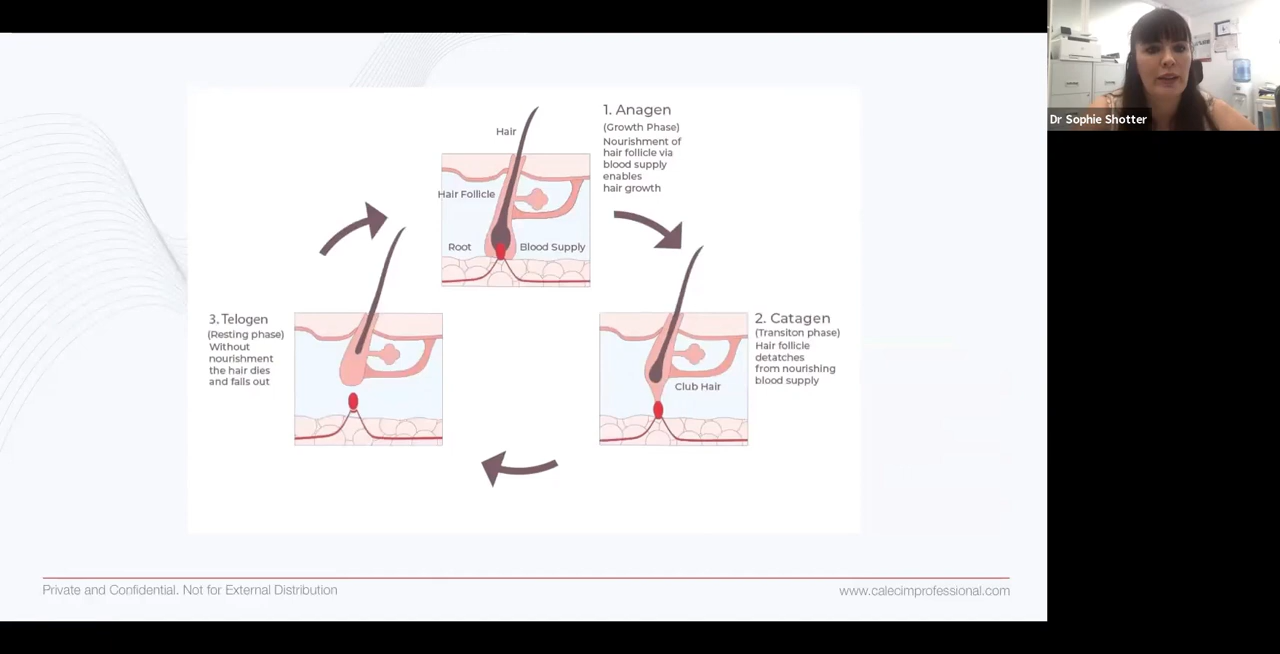 1. Anagen
(Growth Phase)
Nourishment of
hair follicle via
blood supply
enables
hair growth
Hair
Hair Follicle
Root
Blood Supply
2. Catagen
(Transiton phase)
Hair follicle
detatches
from nourishing
blood supply
Club Hair
3. Telogen
(Resting phase)
Without
nourishment
the hair dies
and falls out
Private and Confidential. Not for External Distribution
www.calecimprofessional.com
Dr Sophie Shotter